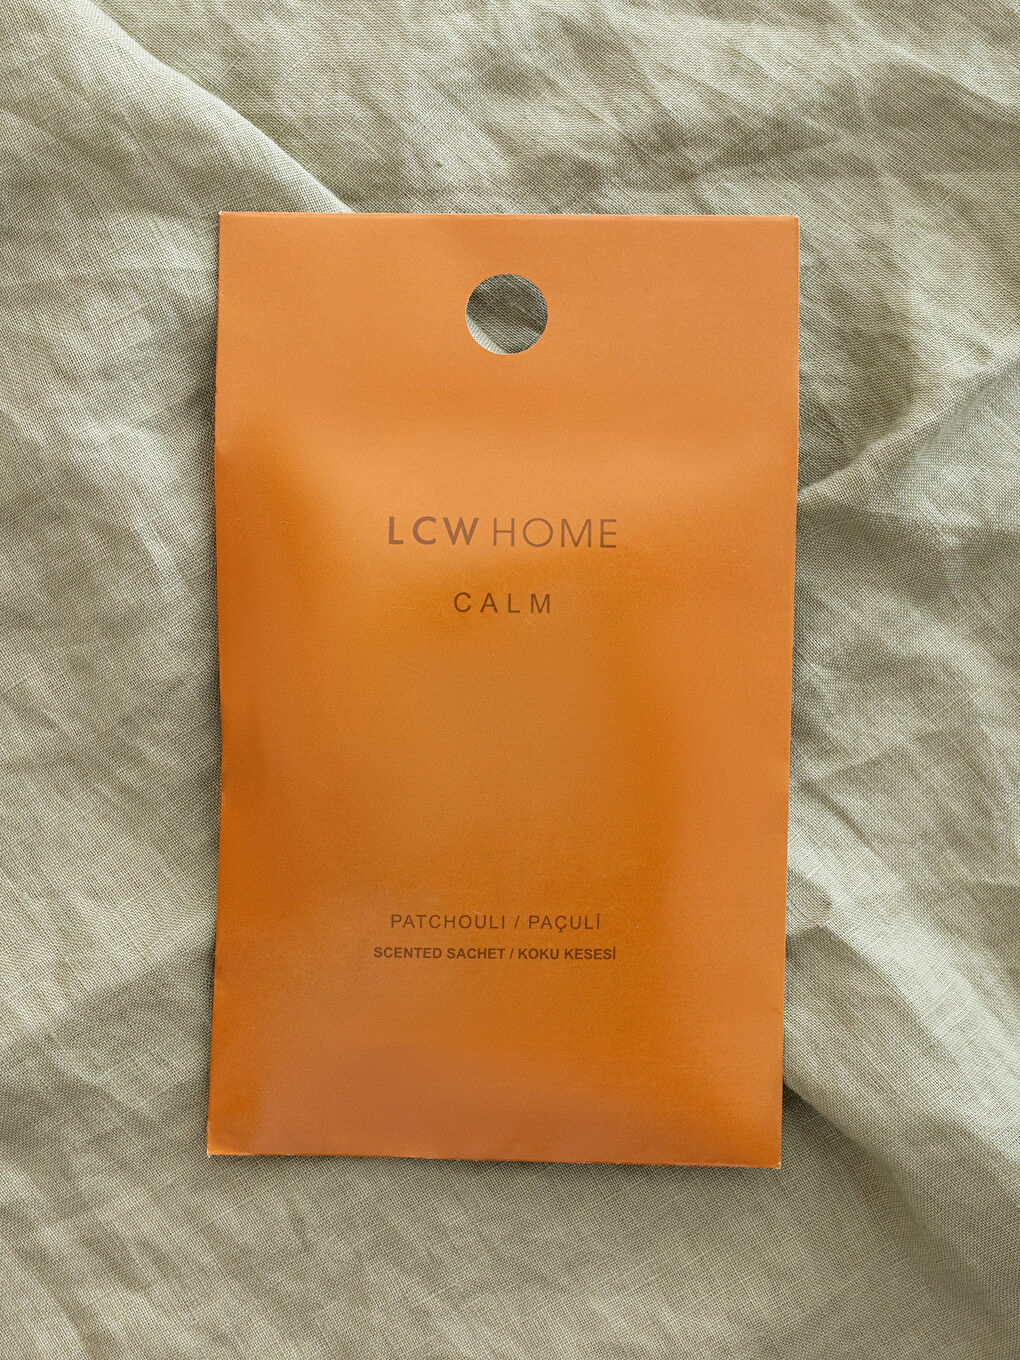 LCW HOME
CALM
PATCHOULI / PAÇULİ
SCENTED SACHET / KOKU KESESİ